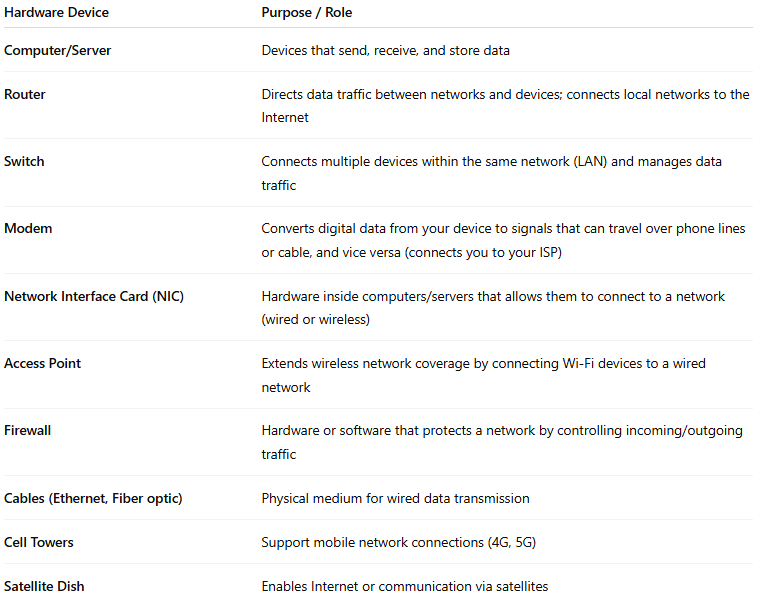 Hardware Device Purpose / Role
Computer/Server Devices that send, receive, and store data
Router Directs data traffic between networks and devices; connects local networks to the
Internet
Switch Connects multiple devices within the same network (LAN) and manages data
traffic
Modem Converts digital data from your device to signals that can travel over phone lines
or cable, and vice versa (connects you to your ISP)
Network Interface Card (NIC) Hardware inside computers/servers that allows them to connect to a network
(wired or wireless)
Access Point Extends wireless network coverage by connecting Wi-Fi devices to a wired
network
Firewall Hardware or software that protects a network by controlling incoming/outgoing
traffic
Cables (Ethernet, Fiber optic) Physical medium for wired data transmission
Cell Towers Support mobile network connections (4G, 5G)
Satellite Dish Enables Internet or communication via satellites